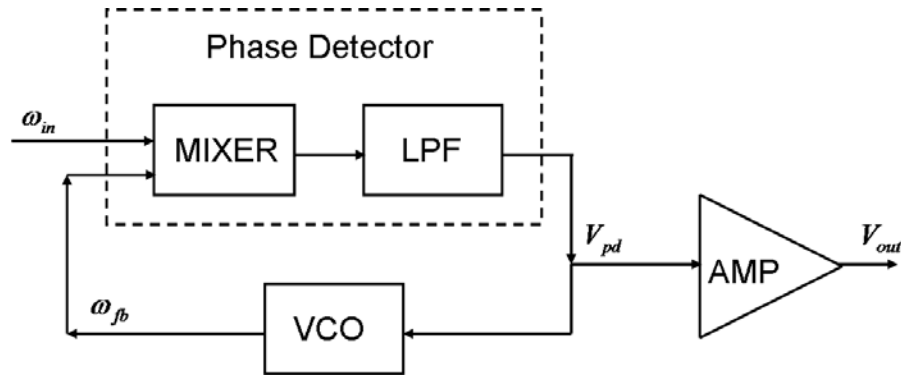 Phase Detector
ω_in
MIXER
LPF
V_pd
V_out
AMP
ω_fb
VCO